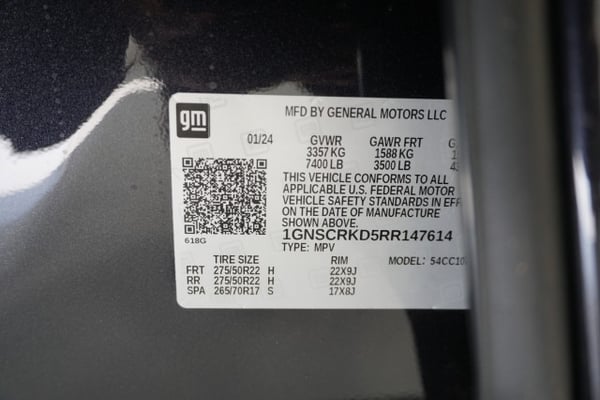 gm
MFD BY GENERAL MOTORS LLC
01/24 GVWR GAWR FRT
3357 KG 1588 KG
7400 LB 3500 LB
THIS VEHICLE CONFORMS TO ALL
APPLICABLE U.S. FEDERAL MOTOR
VEHICLE SAFETY STANDARDS IN EFF
ON THE DATE OF MANUFACTURE
SHOWN ABOVE.
1GNSCRKD5RR147614
618G
TYPE: MPV
TIRE SIZE RIM MODEL: 54CC10
FRT 275/50R22 H 22X9J
RR 275/50R22 H 22X9J
SPA 265/70R17 S 17X8J